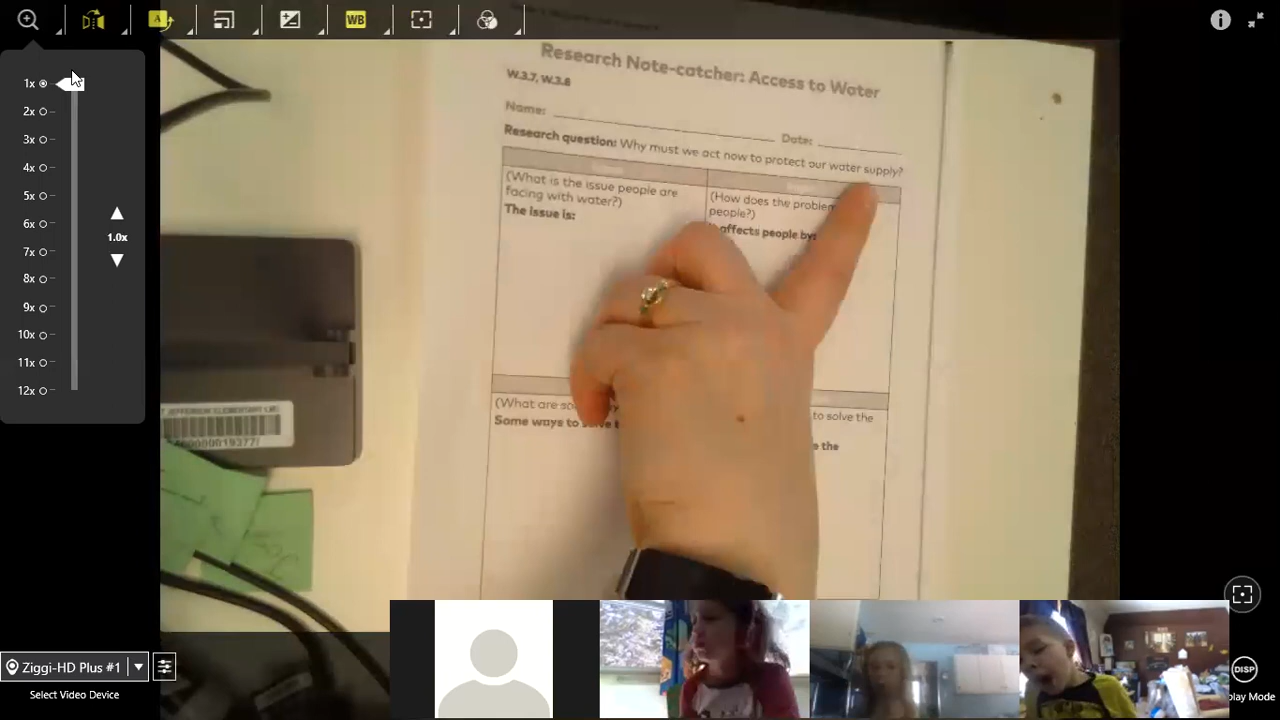 A
WB
1x
2x
3x
4x
5x
6x
7x
8x
9x
10x
11x
12x
1.0x
Research Note-catcher: Access to Water
W.3.7, W.3.8
Name: Date:
Research question: Why must we act now to protect our water supply?
(What is the issue people are
facing with water?)
The issue is:
(How does the problem
people?)
affects people by:
(What are
Some ways to
to solve the
the
JEFFERSON ELEMENTARY
Ziggi-HD Plus #1
Select Video Device
DISP
play Mode